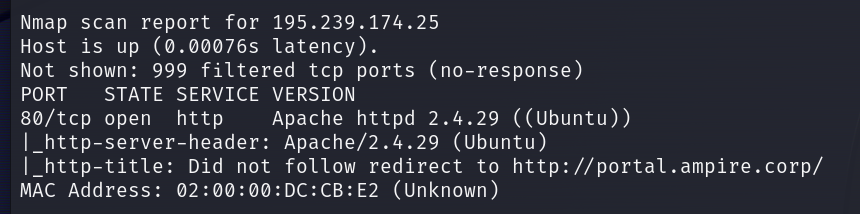 Nmap scan report for 195.239.174.25
Host is up (0.00076s latency).
Not shown: 999 filtered tcp ports (no-response)
PORT   STATE SERVICE VERSION
80/tcp open  http    Apache httpd 2.4.29 ((Ubuntu))
|_http-server-header: Apache/2.4.29 (Ubuntu)
|_http-title: Did not follow redirect to http://portal.ampire.corp/
MAC Address: 02:00:00:DC:CB:E2 (Unknown)